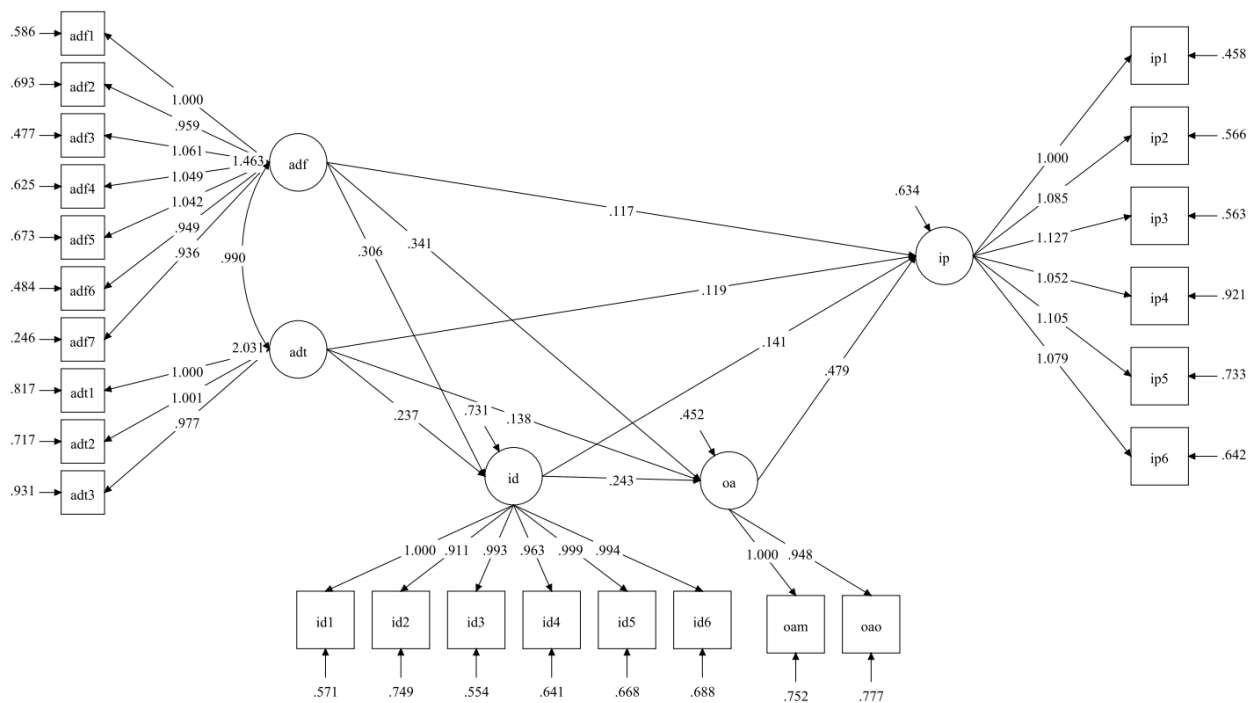 .586 adf1
.693 adf2
.477 adf3
.625 adf4
.673 adf5
.484 adf6
.246 adf7
.817 adt1
.717 adt2
.931 adt3
1.000
.959
1.061
1.049
1.042
.949
.936
1.463 adf
.990
2.031 adt
1.000
1.001
.977
.117
.306
.341
.119
.237
.138
.141
.479
.731
id
.243
.452
oa
.634
ip
1.000
1.085
1.127
1.052
1.105
1.079
ip1 .458
ip2 .566
ip3 .563
ip4 .921
ip5 .733
ip6 .642
1.000 .911 .993 .963 .999 .994
1.000 .948
id1 id2 id3 id4 id5 id6
oam oao
.571 .749 .554 .641 .668 .688
.752 .777